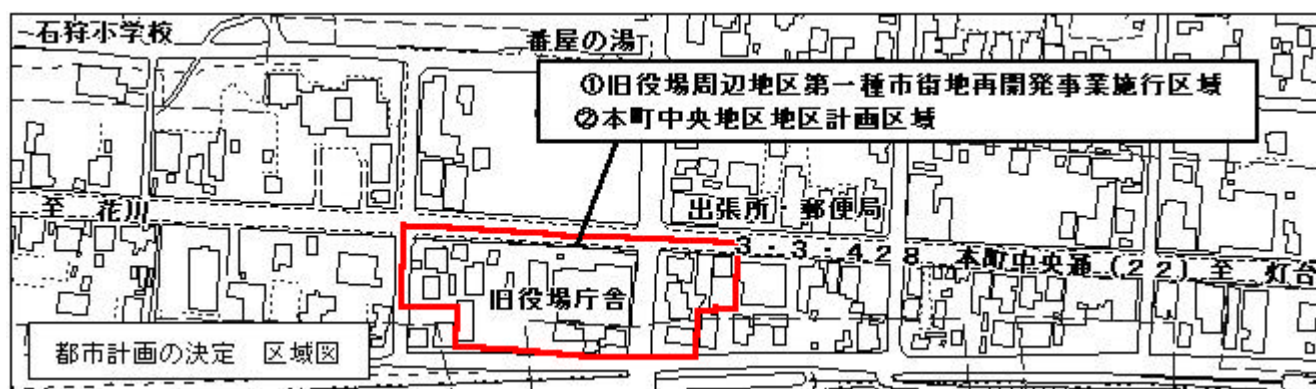 石狩小学校
番屋の湯
①旧役場周辺地区第一種市街地再開発事業施行区域
②本町中央地区地区計画区域
至 花川
出張所・郵便局
3・3・428 本町中央通(22) 至 灯台
旧役場庁舎
都市計画の決定 区域図